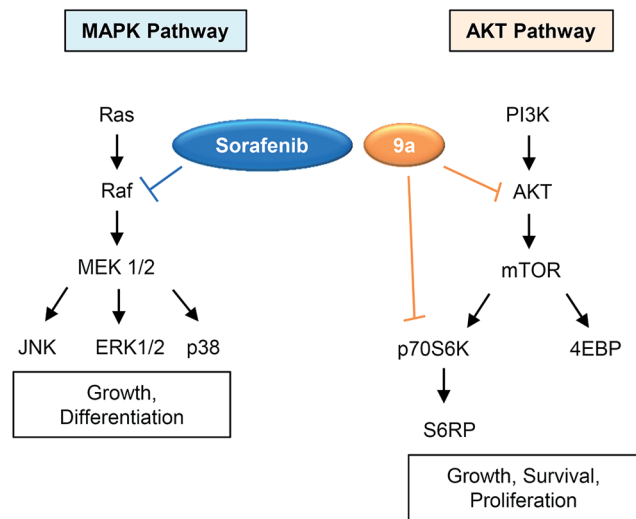 MAPK Pathway
AKT Pathway
Ras
Sorafenib
9a
PI3K
Raf
AKT
MEK 1/2
mTOR
JNK
ERK1/2
p38
p70S6K
4EBP
Growth,
Differentiation
S6RP
Growth, Survival,
Proliferation